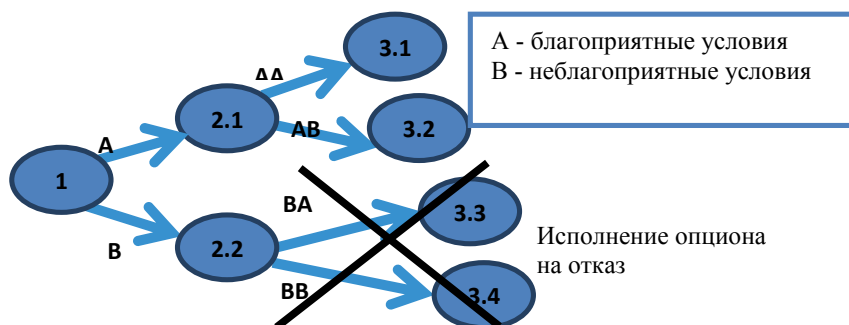 3.1
А - благоприятные условия
В - неблагоприятные условия
АА
2.1
АВ
3.2
А
1
ВА
3.3
В
2.2
Исполнение опциона
на отказ
ВВ
3.4